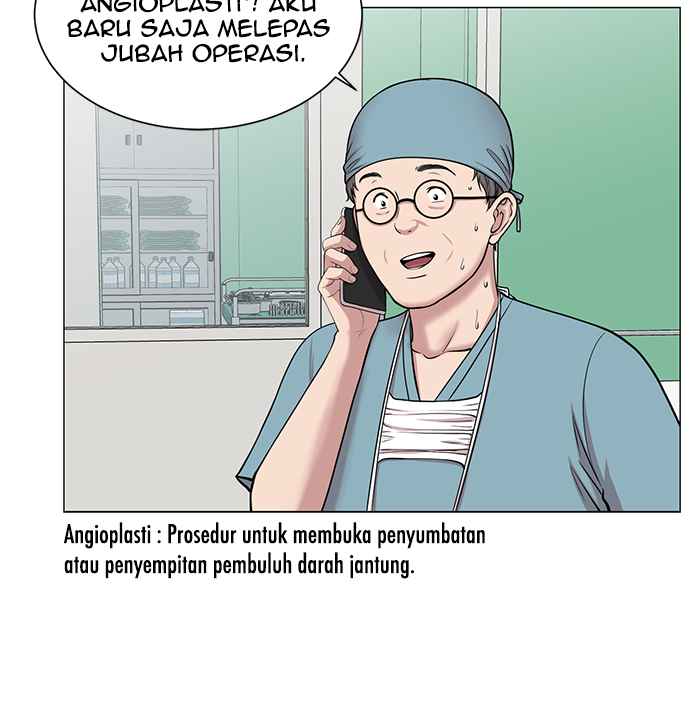 ANGIOPLASTI? AKU
BARU SAJA MELEPAS
JUBAH OPERASI.
Angioplasti : Prosedur untuk membuka penyumbatan
atau penyempitan pembuluh darah jantung.